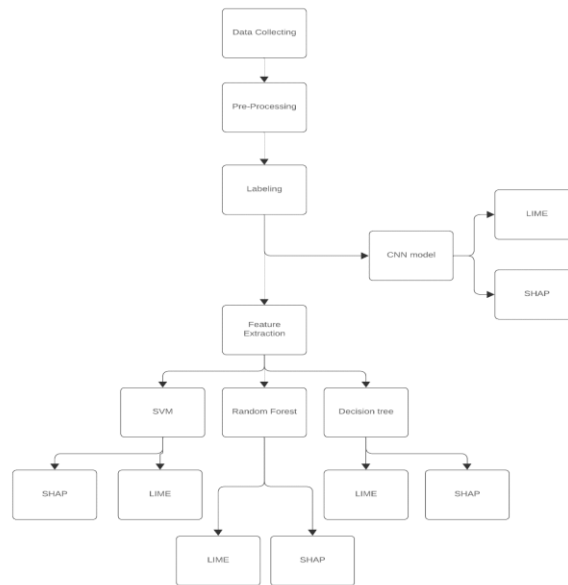 Data Collecting
Pre-Processing
Labeling
LIME
CNN model
SHAP
Feature
Extraction
SVM
Random Forest
Decision tree
SHAP
LIME
LIME
SHAP
LIME
SHAP